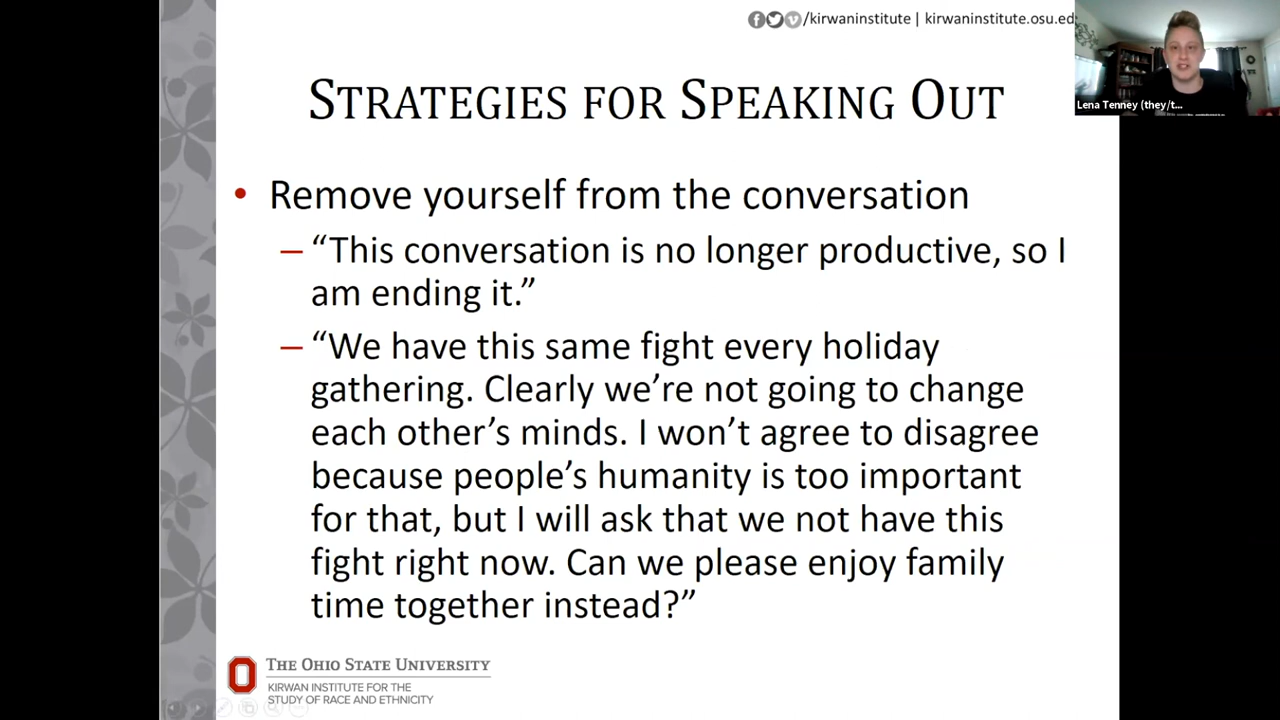 /kirwaninstitute | kirwaninstitute.osu.ed
Lena Tenney (they/t...
STRATEGIES FOR SPEAKING OUT
• Remove yourself from the conversation
– “This conversation is no longer productive, so I
am ending it.”
– “We have this same fight every holiday
gathering. Clearly we’re not going to change
each other’s minds. I won’t agree to disagree
because people’s humanity is too important
for that, but I will ask that we not have this
fight right now. Can we please enjoy family
time together instead?”
THE OHIO STATE UNIVERSITY
KIRWAN INSTITUTE FOR THE
STUDY OF RACE AND ETHNICITY